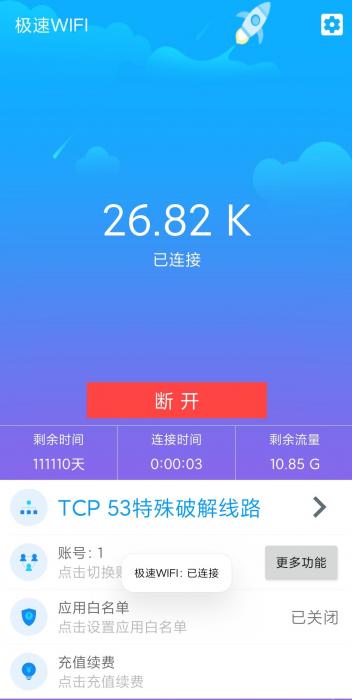 极速WIFI
26.82 K
已连接
断开
剩余时间 连接时间 剩余流量
111110天 0:00:03 10.85 G
TCP 53特殊破解线路
账号: 1
更多功能
点击切换
极速WIFI: 已连接
应用白名单
已关闭
点击设置应用白名单
充值续费
点击续费